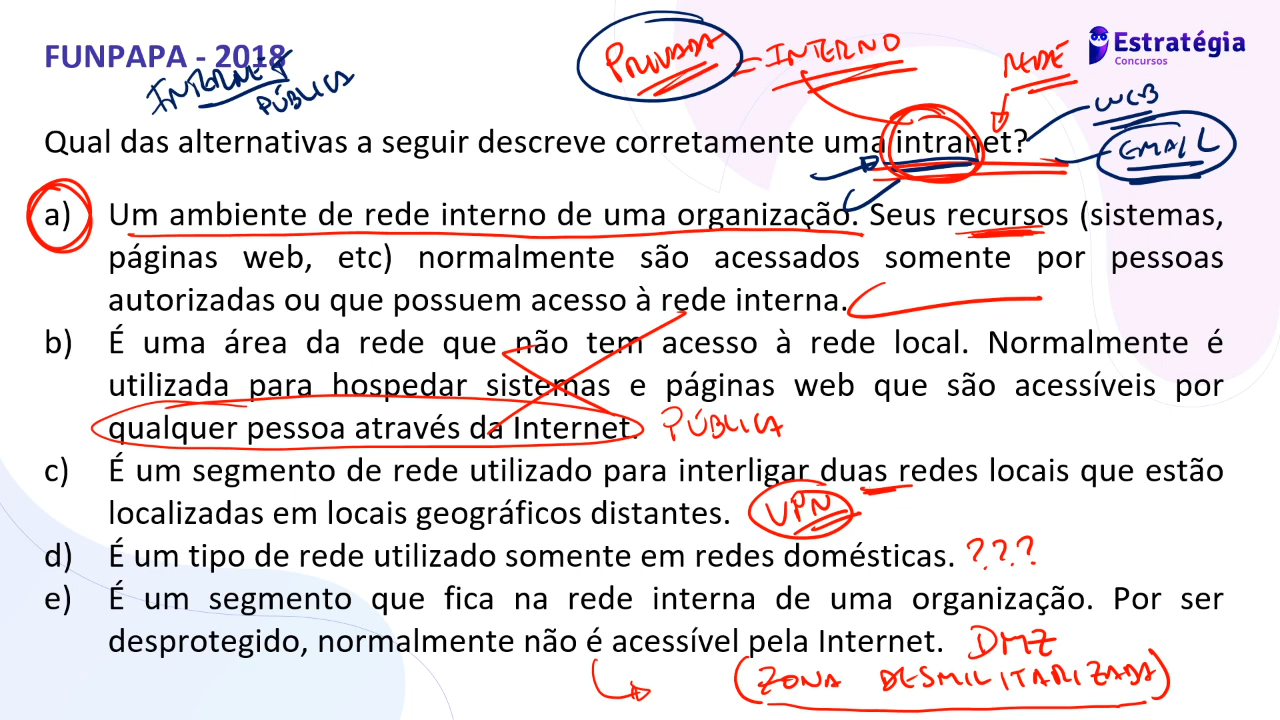 FUNPAPA - 2018
INTERNET
PÚBLICA
PRIVADA = INTERNO
REDE
Estratégia
Concursos
WEB
EMAIL
Qual das alternativas a seguir descreve corretamente uma intranet?
a) Um ambiente de rede interno de uma organização. Seus recursos (sistemas,
páginas web, etc) normalmente são acessados somente por pessoas
autorizadas ou que possuem acesso à rede interna.
b) É uma área da rede que não tem acesso à rede local. Normalmente é
utilizada para hospedar sistemas e páginas web que são acessíveis por
qualquer pessoa através da Internet. PÚBLICA
c) É um segmento de rede utilizado para interligar duas redes locais que estão
localizadas em locais geográficos distantes. VPN
d) É um tipo de rede utilizado somente em redes domésticas. ???
e) É um segmento que fica na rede interna de uma organização. Por ser
desprotegido, normalmente não é acessível pela Internet. DMZ
(ZONA DESMILITARIZADA)